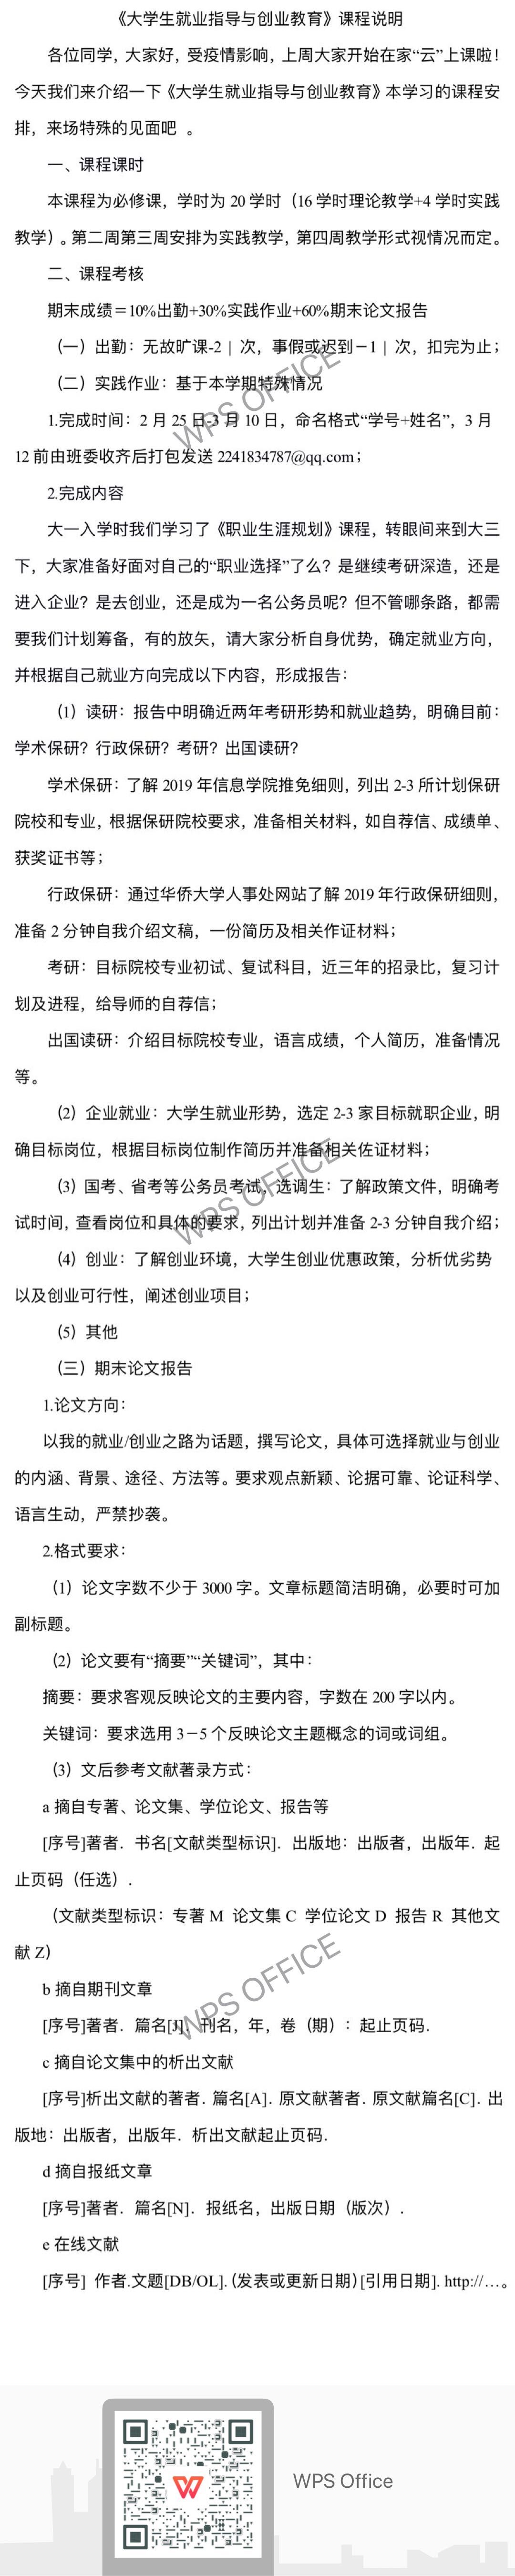 《大学生就业指导与创业教育》课程说明
各位同学，大家好，受疫情影响，上周大家开始在家“云”上课啦！
今天我们来介绍一下《大学生就业指导与创业教育》本学习的课程安
排，来场特殊的见面吧 。
一、课程课时
本课程为必修课，学时为 20 学时（16 学时理论教学+4 学时实践
教学）。第二周第三周安排为实践教学，第四周教学形式视情况而定。
二、课程考核
期末成绩＝10%出勤+30%实践作业+60%期末论文报告
（一）出勤：无故旷课-2 | 次，事假或迟到－1 | 次，扣完为止；
（二）实践作业：基于本学期特殊情况
1.完成时间：2 月 25 日-3 月 10 日，命名格式“学号+姓名”，3 月
12 前由班委收齐后打包发送 2241834787@qq.com；
WPS OFFICE
2.完成内容
大一入学时我们学习了《职业生涯规划》课程，转眼间来到大三
下，大家准备好面对自己的“职业选择”了么？是继续考研深造，还是
进入企业？是去创业，还是成为一名公务员呢？但不管哪条路，都需
要我们计划筹备，有的放矢，请大家分析自身优势，确定就业方向，
并根据自己就业方向完成以下内容，形成报告：
（1）读研：报告中明确近两年考研形势和就业趋势，明确目前：
学术保研？行政保研？考研？出国读研？
学术保研：了解 2019 年信息学院推免细则，列出 2-3 所计划保研
院校和专业，根据保研院校要求，准备相关材料，如自荐信、成绩单、
获奖证书等；
行政保研：通过华侨大学人事处网站了解 2019 年行政保研细则，
准备 2 分钟自我介绍文稿，一份简历及相关作证材料；
考研：目标院校专业初试、复试科目，近三年的招录比，复习计
划及进程，给导师的自荐信；
出国读研：介绍目标院校专业，语言成绩，个人简历，准备情况
等。
（2）企业就业：大学生就业形势，选定 2-3 家目标就职企业，明
确目标岗位，根据目标岗位制作简历并准备相关佐证材料；
（3）国考、省考等公务员考试，选调生：了解政策文件，明确考
试时间，查看岗位和具体的要求，列出计划并准备 2-3 分钟自我介绍；
WPS OFFICE
（4）创业：了解创业环境，大学生创业优惠政策，分析优劣势
以及创业可行性，阐述创业项目；
（5）其他
（三）期末论文报告
1.论文方向：
以我的就业/创业之路为话题，撰写论文，具体可选择就业与创业
的内涵、背景、途径、方法等。要求观点新颖、论据可靠、论证科学、
语言生动，严禁抄袭。
2.格式要求：
（1）论文字数不少于 3000 字。文章标题简洁明确，必要时可加
副标题。
（2）论文要有“摘要”“关键词”，其中：
摘要：要求客观反映论文的主要内容，字数在 200 字以内。
关键词：要求选用 3－5 个反映论文主题概念的词或词组。
（3）文后参考文献著录方式：
a 摘自专著、论文集、学位论文、报告等
[序号]著者．书名[文献类型标识]．出版地：出版者，出版年．起
止页码（任选）.
（文献类型标识：专著 M 论文集 C 学位论文 D 报告 R 其他文
献 Z）
b 摘自期刊文章
[序号]著者．篇名[J]．刊名，年，卷（期）：起止页码.
WPS OFFICE
c 摘自论文集中的析出文献
[序号]析出文献的著者．篇名[A]．原文献著者．原文献篇名[C]．出
版地：出版者，出版年．析出文献起止页码.
d 摘自报纸文章
[序号]著者．篇名[N]．报纸名，出版日期（版次）.
e 在线文献
[序号] 作者.文题[DB/OL]. (发表或更新日期)[引用日期]. http://…。
WPS Office